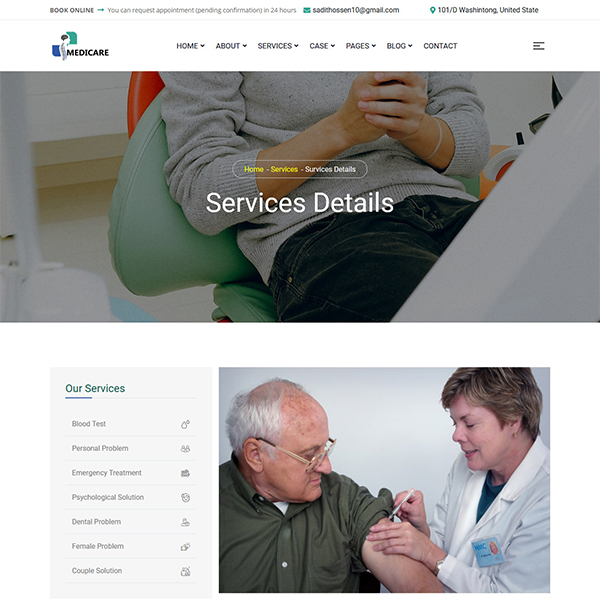 BOOK ONLINE → You can request appointment (pending confirmation) in 24 hours sadithossen10@gmail.com 101/D Washintong, United State
MEDICARE HOME ABOUT SERVICES CASE PAGES BLOG CONTACT
Home - Services - Survices Details
Services Details
Our Services
Blood Test
Personal Problem
Emergency Treatment
Psychological Solution
Dental Problem
Female Problem
Couple Solution